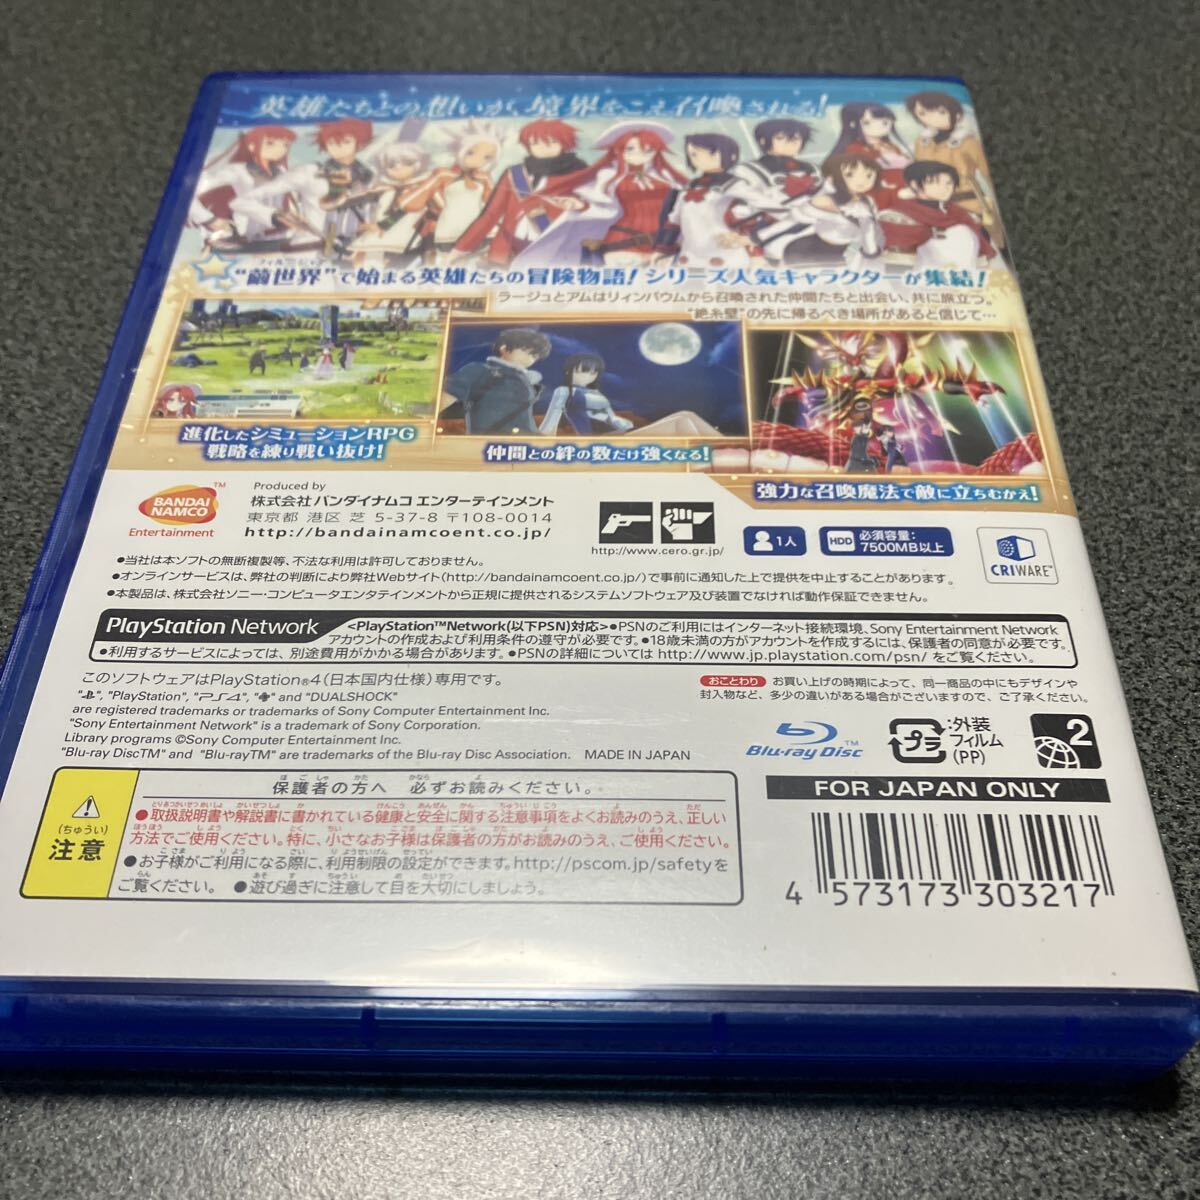 英雄たちとの想いが、境界をこえ召喚される！
フィルージャ
“繭世界”で始まる英雄たちの冒険物語！シリーズ人気キャラクターが集結！
ラージュとアムはリィンバウムから召喚された仲間たちと出会い、共に旅立つ。
“絶糸壁”の先に帰るべき場所があると信じて…
進化したシミュレーションRPG
戦略を練り戦い抜け！
仲間との絆の数だけ強くなる！
強力な召喚魔法で敵に立ちむかえ！
BANDAI
NAMCO
TM
Entertainment
Produced by
株式会社 バンダイナムコ エンターテインメント
東京都 港区 芝 5-37-8 〒108-0014
http://bandainamcoent.co.jp/
http://www.cero.gr.jp/
1人
HDD 必須容量：
7500MB以上
CRIWARE™
●当社は本ソフトの無断複製等、不法な利用は許可しておりません。
●オンラインサービスは、弊社の判断により弊社Webサイト(http://bandainamcoent.co.jp/)で事前に通知した上で提供を中止することがあります。
●本製品は、株式会社ソニー・コンピュータエンタテインメントから正規に提供されるシステムソフトウェア及び装置でなければ動作保証できません。
PlayStation Network
<PlayStation™Network(以下PSN)対応>●PSNのご利用にはインターネット接続環境、Sony Entertainment Network
アカウントの作成および利用条件の遵守が必要です。●18歳未満の方がアカウントを作成するには、保護者の同意が必要です。
●利用するサービスによっては、別途費用がかかる場合があります。●PSNの詳細については http://www.jp.playstation.com/psn/ をご覧ください。
このソフトウェアはPlayStation®4(日本国内仕様)専用です。
" ", "PlayStation", "PS4", " " and "DUALSHOCK"
are registered trademarks or trademarks of Sony Computer Entertainment Inc.
"Sony Entertainment Network" is a trademark of Sony Corporation.
Library programs ©Sony Computer Entertainment Inc.
"Blu-ray DiscTM" and "Blu-rayTM" are trademarks of the Blu-ray Disc Association. MADE IN JAPAN
おことわり お買い上げの時期によって、同一商品の中にもデザインや
封入物など、多少の違いがある場合がございますので、ご了承ください。
Blu-ray Disc™
プラ
:外装
フィルム
(PP)
2
FOR JAPAN ONLY
(ちゅうい)
注意
ほごしゃ かた かなら よ
保護者の方へ 必ずお読みください。
●取扱説明書や解説書に書かれている健康と安全に関する注意事項をよくお読みのうえ、正しい
方法でご使用ください。特に、小さなお子様は保護者の方がお読みのうえ、ご使用ください。
●お子様がご利用になる際に、利用制限の設定ができます。http://pscom.jp/safetyを
ご覧ください。 ●遊び過ぎに注意して目を大切にしましょう。
4 573173 303217